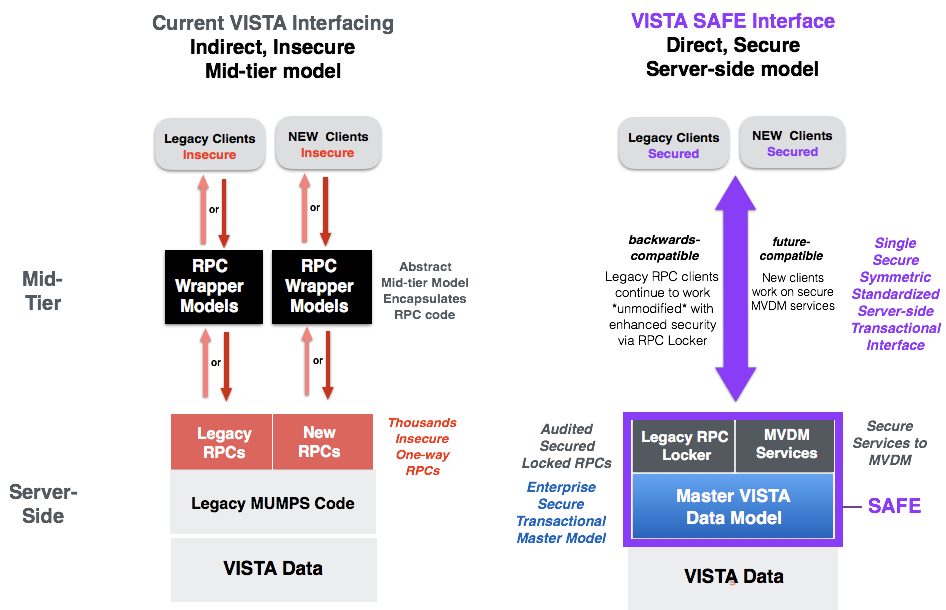 Current VISTA Interfacing
Indirect, Insecure
Mid-tier model
Legacy Clients
Insecure
NEW Clients
Insecure
or
or
Mid-
Tier
RPC
Wrapper
Models
RPC
Wrapper
Models
Abstract
Mid-tier Model
Encapsulates
RPC code
or
or
Legacy
RPCs
New
RPCs
Thousands
Insecure
One-way
RPCs
Server-
Side
Legacy MUMPS Code
VISTA Data
VISTA SAFE Interface
Direct, Secure
Server-side model
Legacy Clients
Secured
NEW Clients
Secured
backwards-
compatible
Legacy RPC clients
continue to work
*unmodified* with
enhanced security
via RPC Locker
future-
compatible
New clients
work on secure
MVDM services
Single
Secure
Symmetric
Standardized
Server-side
Transactional
Interface
Audited
Secured
Locked RPCs
Enterprise
Secure
Transactional
Master Model
Legacy RPC
Locker
MVDM
Services
Secure
Services to
MVDM
Master VISTA
Data Model
SAFE
VISTA Data